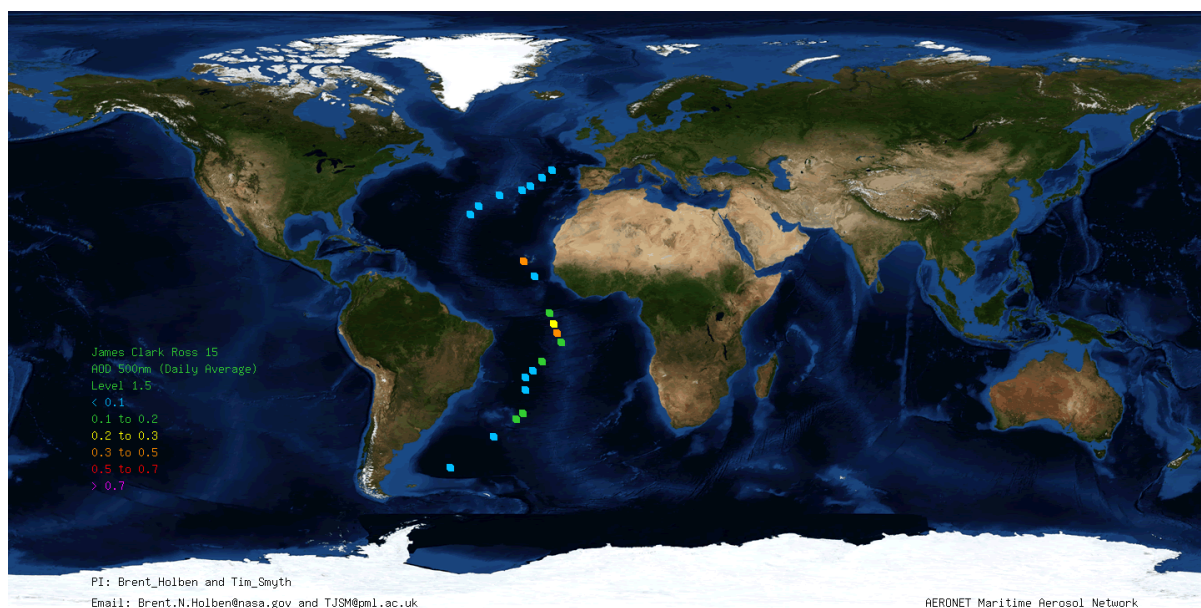 James Clark Ross 15
AOD 500nm (Daily Average)
Level 1.5
< 0.1
0.1 to 0.2
0.2 to 0.3
0.3 to 0.5
0.5 to 0.7
> 0.7
PI: Brent_Holben and Tim_Smyth
Email: Brent.N.Holben@nasa.gov and TJSM@pml.ac.uk
AERONET Maritime Aerosol Network